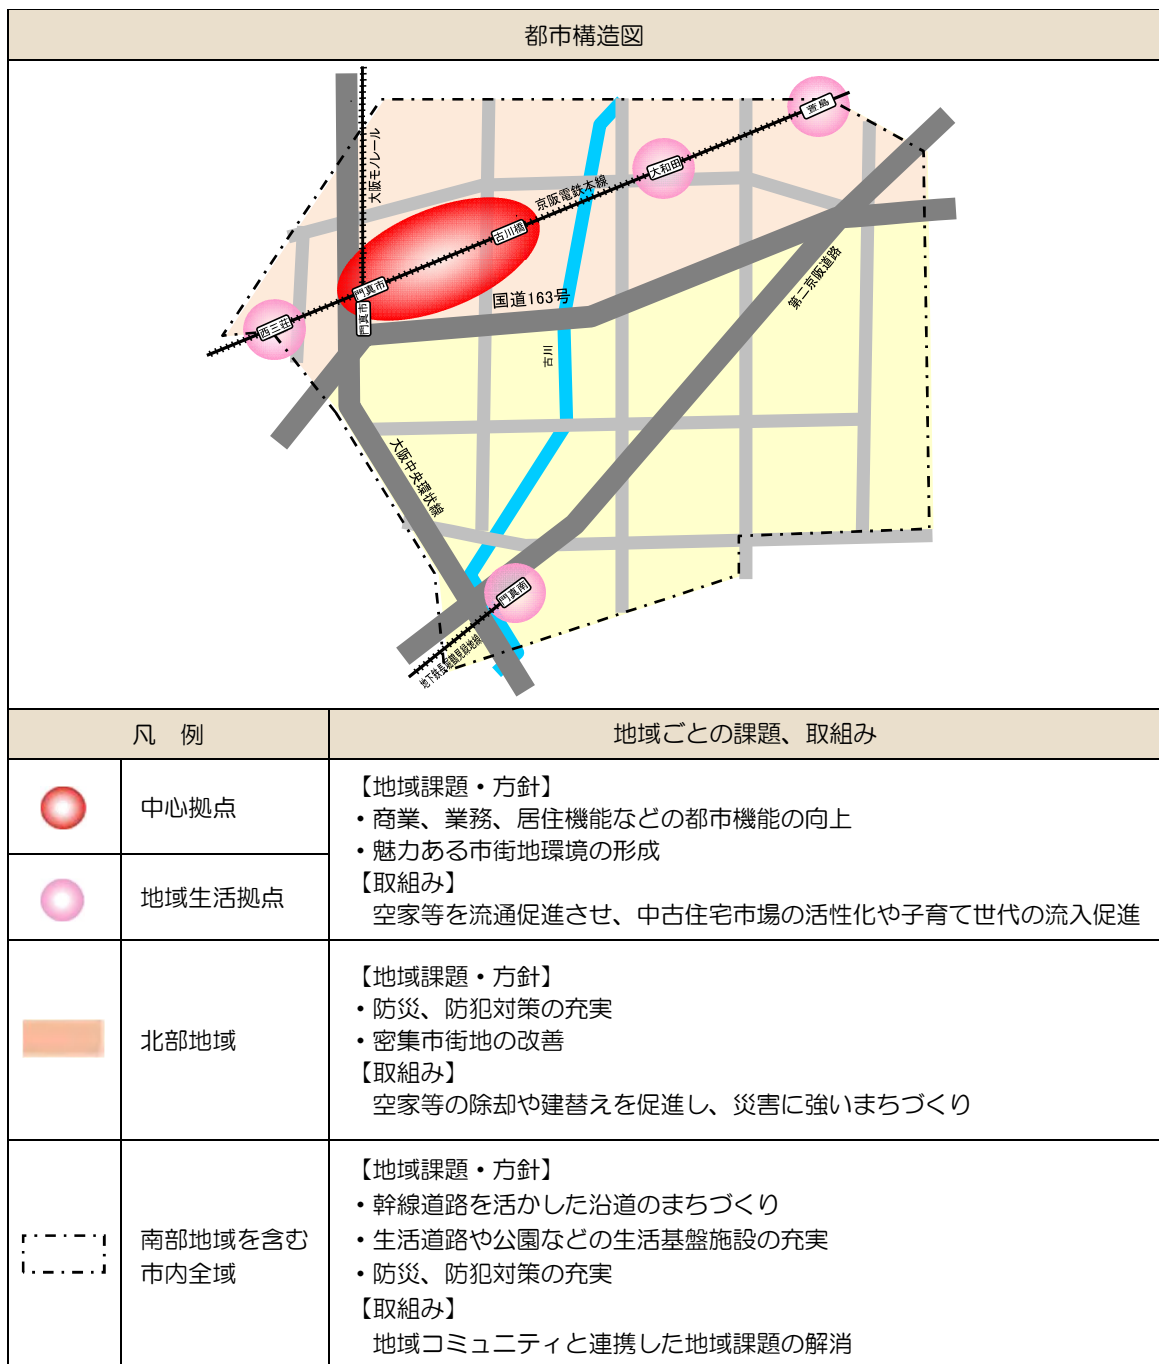 都市構造図
萱島
大阪モノレール
大和田
京阪電鉄本線
古川橋
門真市
国道163号
第二京阪道路
門真市
西三荘
古川
大阪中央環状線
門真南
地下鉄長堀鶴見緑地線
凡 例
地域ごとの課題、取組み
中心拠点
地域生活拠点
【地域課題・方針】
・商業、業務、居住機能などの都市機能の向上
・魅力ある市街地環境の形成
【取組み】
空家等を流通促進させ、中古住宅市場の活性化や子育て世代の流入促進
北部地域
【地域課題・方針】
・防災、防犯対策の充実
・密集市街地の改善
【取組み】
空家等の除却や建替えを促進し、災害に強いまちづくり
南部地域を含む
市内全域
【地域課題・方針】
・幹線道路を活かした沿道のまちづくり
・生活道路や公園などの生活基盤施設の充実
・防災、防犯対策の充実
【取組み】
地域コミュニティと連携した地域課題の解消